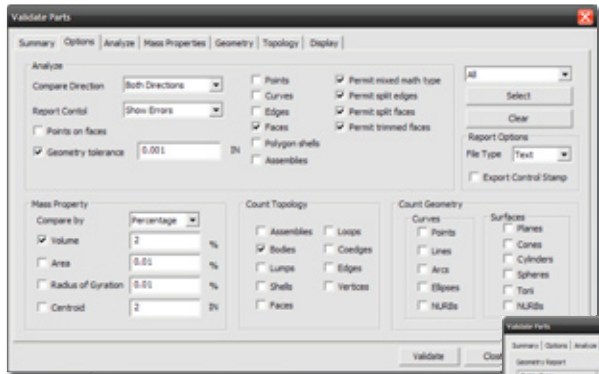 Validate Parts
Summary Options Analyze Mass Properties Geometry Topology Display
Analyze
Compare Direction Both Directions
Report Contol Show Errors
Points on faces
Geometry tolerance 0.001 IN
Points
Curves
Edges
Faces
Polygon shells
Assemblies
Permit mixed math type
Permit split edges
Permit split faces
Permit trimmed faces
All
Select
Clear
Report Options
File Type Text
Export Control Stamp
Mass Property
Compare by Percentage
Volume 2 %
Area 0.01 %
Radius of Gyration 0.01 %
Centroid 2 IN
Count Topology
Assemblies Loops
Bodies Coedges
Lumps Edges
Shells Vertices
Faces
Count Geometry
Curves
Points
Lines
Arcs
Ellipses
NURBs
Surfaces
Planes
Cones
Cylinders
Spheres
Torii
NURBs
Validate
Validate Parts
Summary Options Analyze
Geometry Report